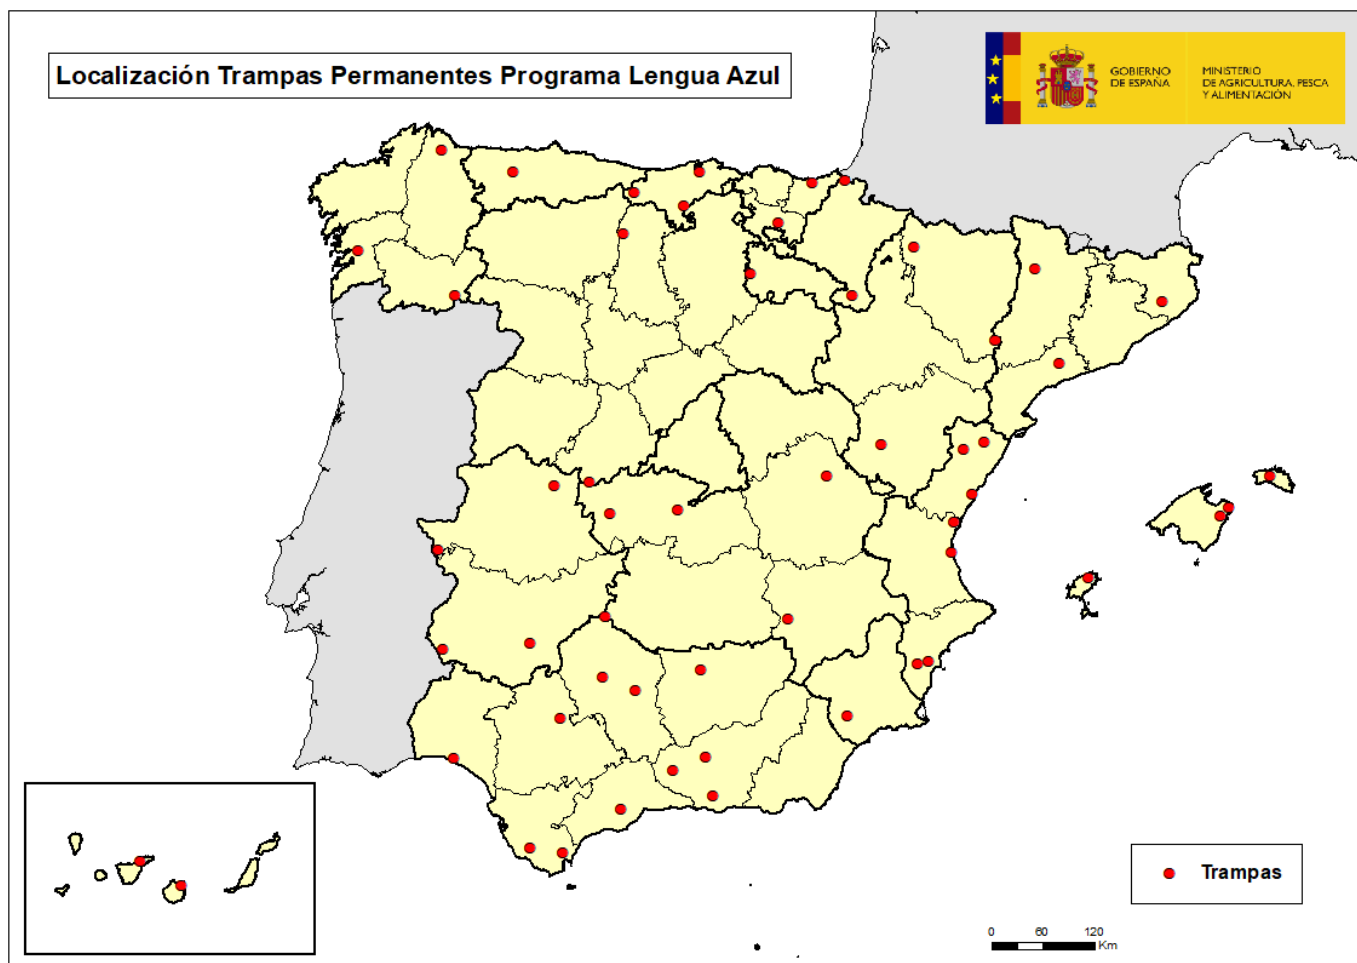 Localización Trampas Permanentes Programa Lengua Azul
GOBIERNO
DE ESPAÑA
MINISTERIO
DE AGRICULTURA, PESCA
Y ALIMENTACIÓN
Trampas
0 60 120
Km